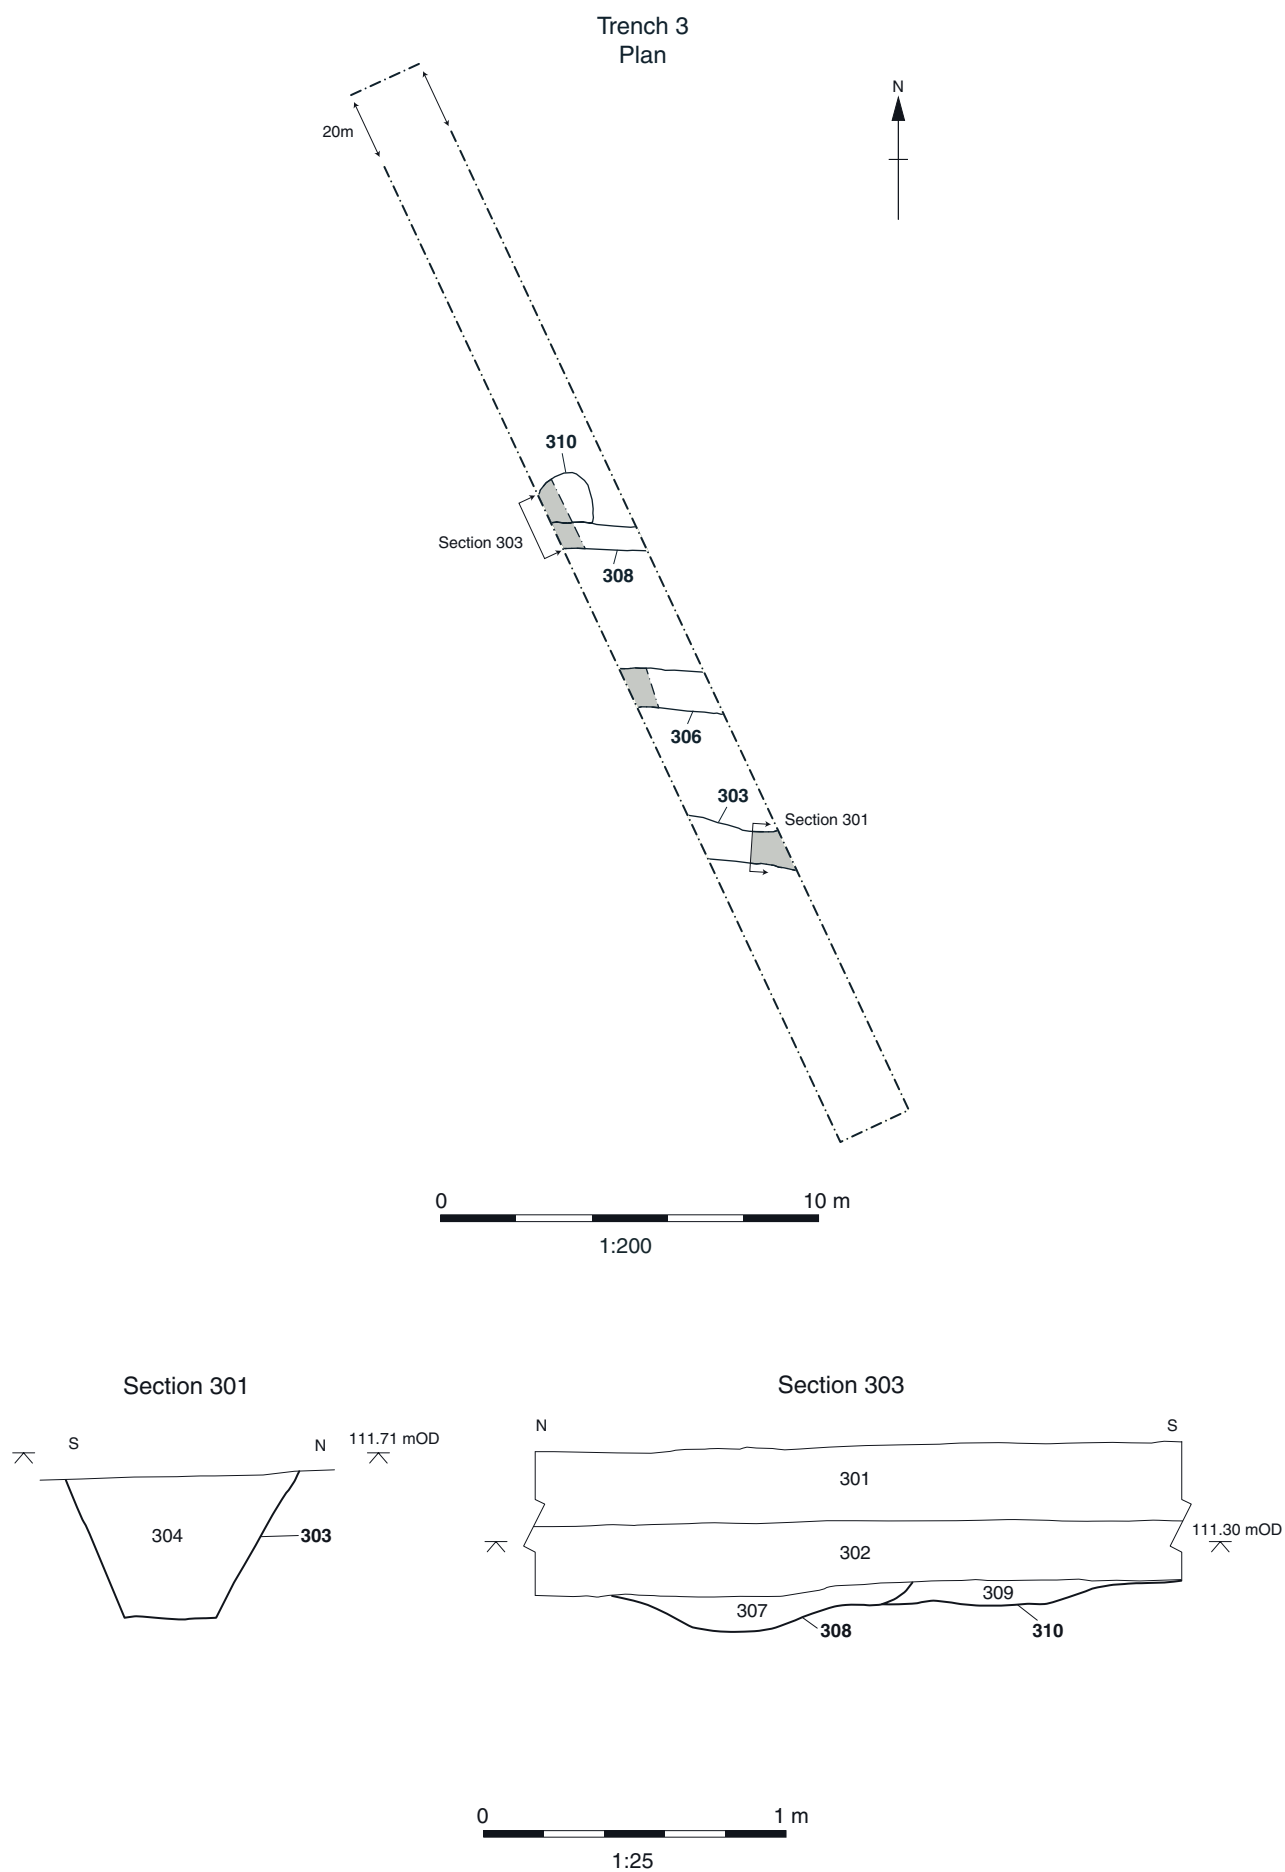 Trench 3
Plan
N
20m
310
Section 303
308
306
303
Section 301
0 10 m
1:200
Section 301
Section 303
S N 111.71 mOD
N S
301
304 303
302
111.30 mOD
307 308
309 310
0 1 m
1:25